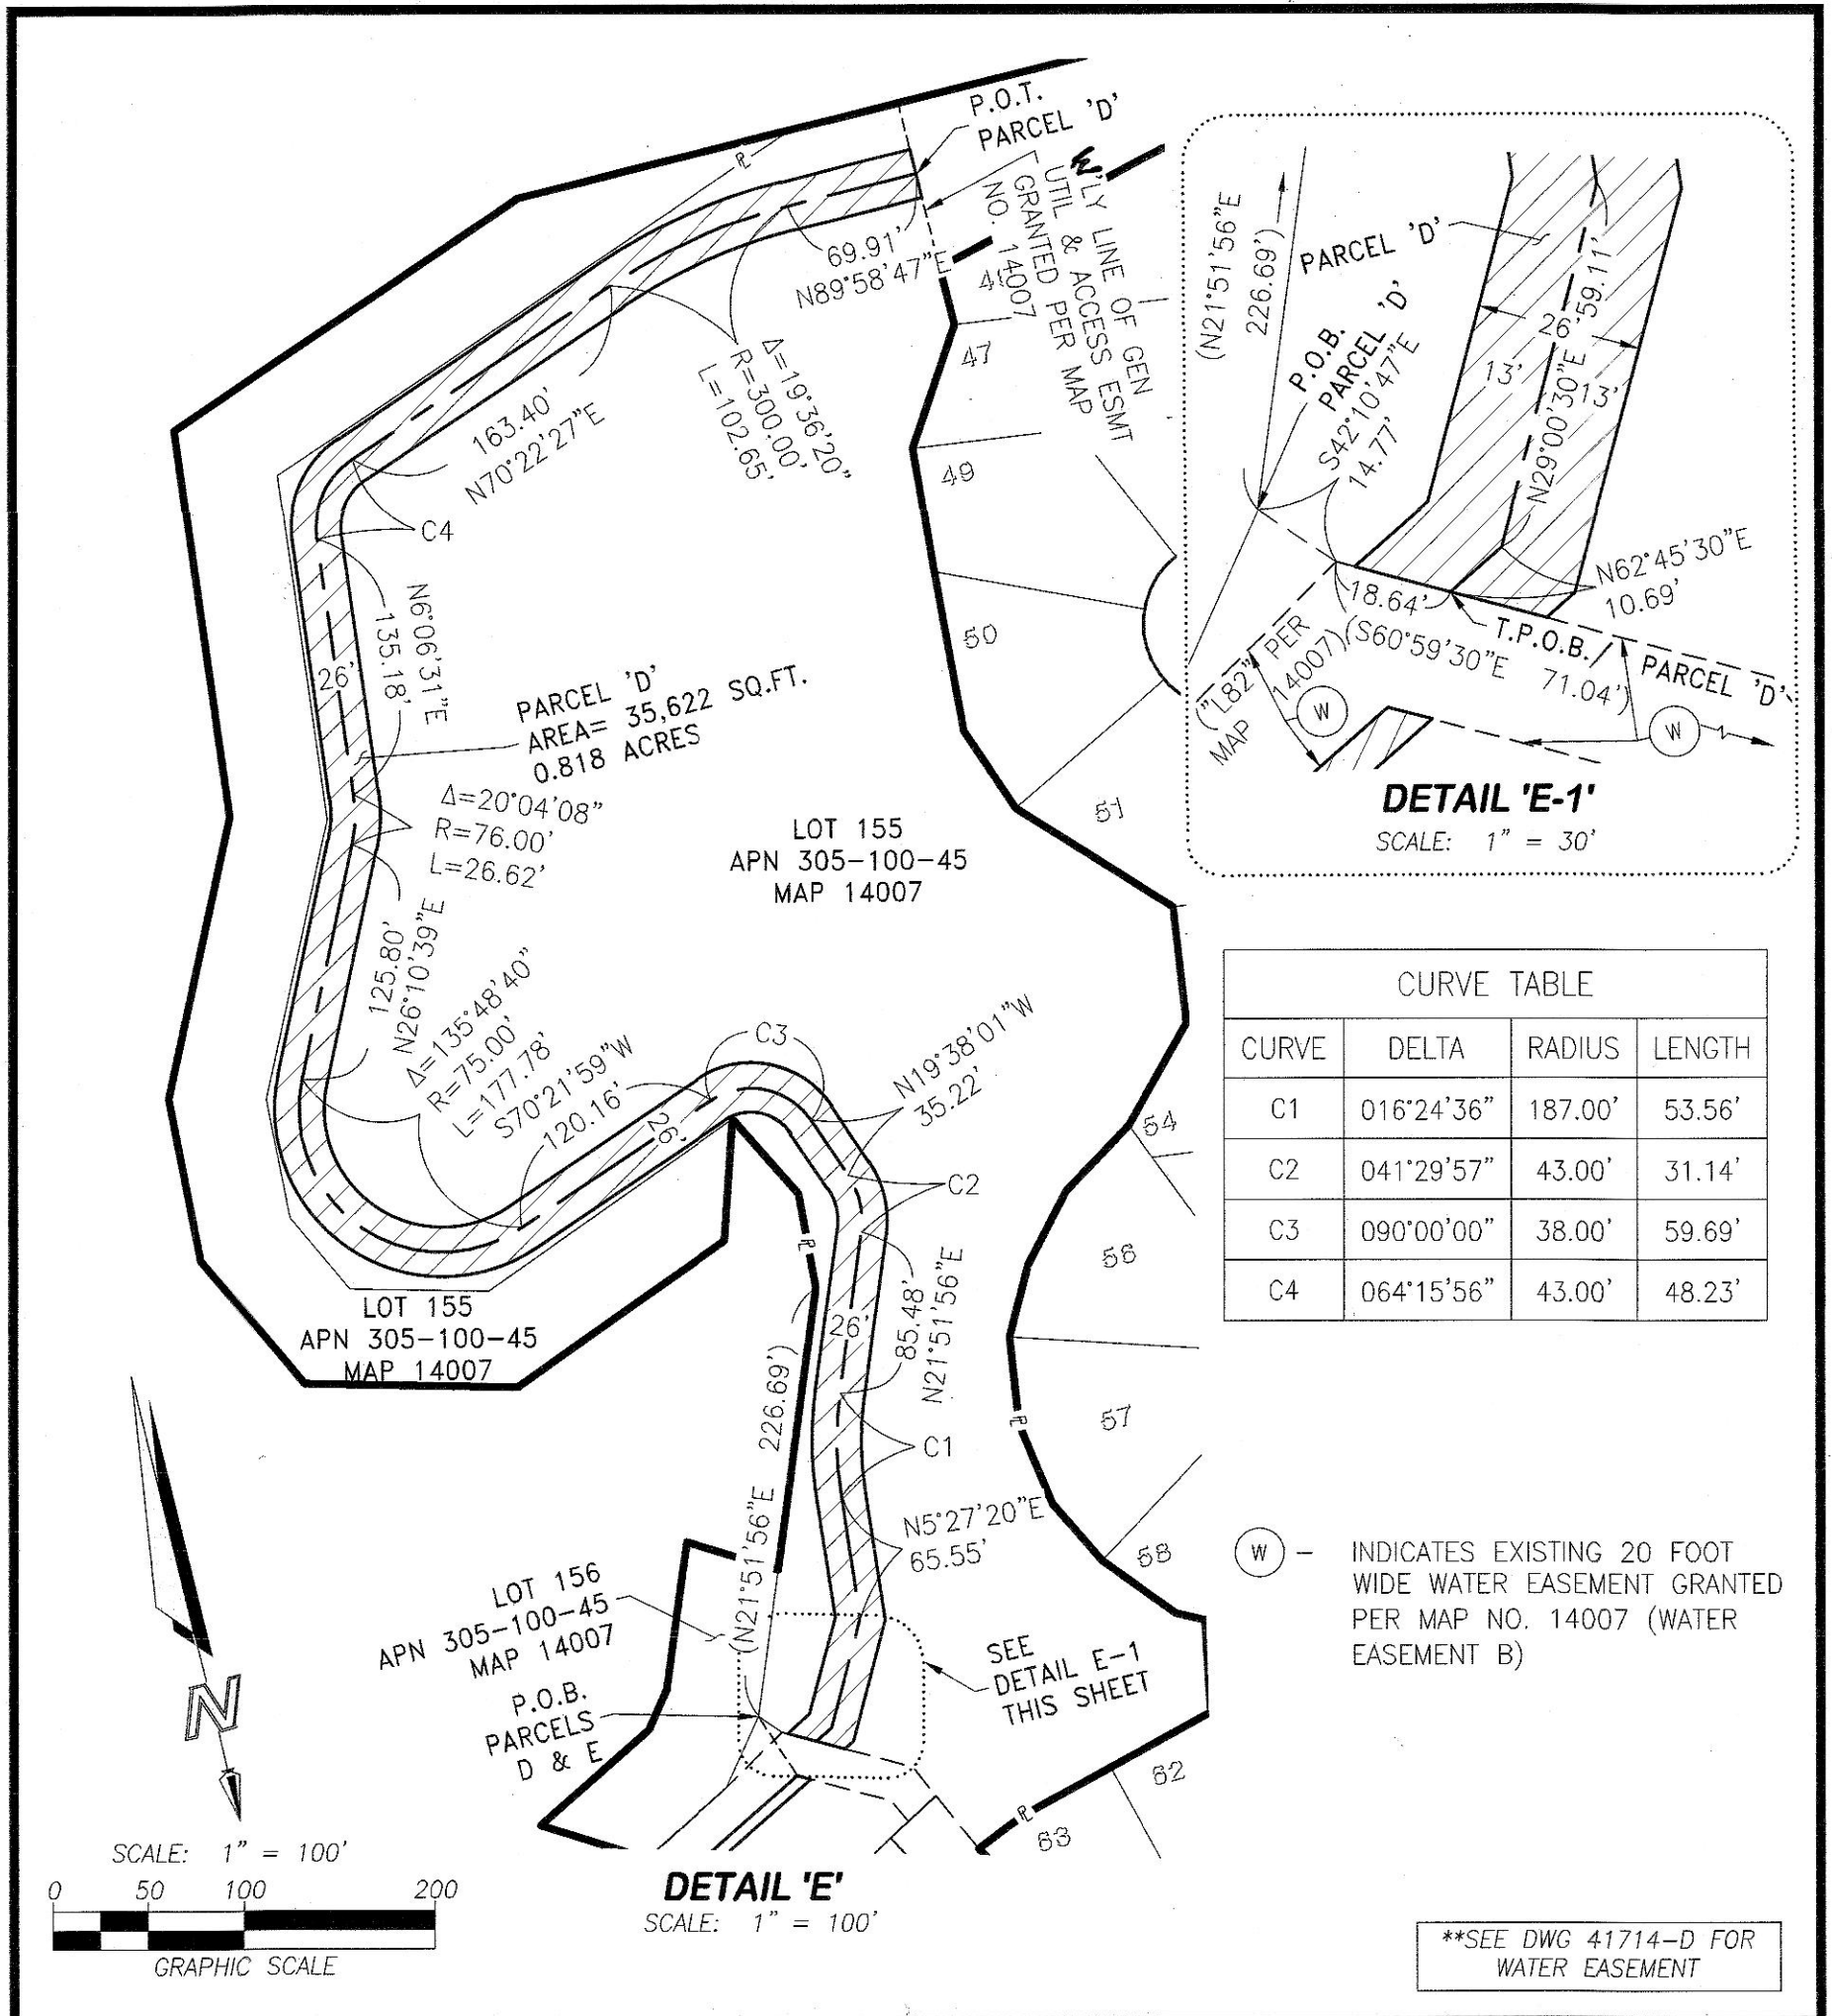 P.O.T.
PARCEL 'D'
W'LY LINE OF GEN
UTIL & ACCESS ESMT
GRANTED PER MAP
NO. 14007
69.91'
N89°58'47"E
Δ=19°36'20"
R=300.00'
L=102.65'
163.40'
N70°22'27"E
C4
N6°06'31"E
135.18'
26'
PARCEL 'D'
AREA= 35,622 SQ.FT.
0.818 ACRES
Δ=20°04'08"
R=76.00'
L=26.62'
LOT 155
APN 305-100-45
MAP 14007
125.80'
N26°10'39"E
Δ=135°48'40"
R=75.00'
L=177.78'
S70°21'59"W
120.16'
26'
C3
N19°38'01"W
35.22'
C2
85.48'
N21°51'56"E
26'
C1
(N21°51'56"E 226.69')
N5°27'20"E
65.55'
LOT 155
APN 305-100-45
MAP 14007
LOT 156
APN 305-100-45
MAP 14007
P.O.B.
PARCELS
D & E
SEE
DETAIL E-1
THIS SHEET
47
49
50
51
54
56
57
58
62
63
N
SCALE: 1" = 100'
0 50 100 200
GRAPHIC SCALE
DETAIL 'E'
SCALE: 1" = 100'
(N21°51'56"E
226.69')
PARCEL 'D'
P.O.B.
PARCEL 'D'
S42°10'47"E
14.77'
26'
13'
13'
59.11'
N29°00'30"E
N62°45'30"E
10.69'
18.64'
(S60°59'30"E 71.04')
T.P.O.B./
PARCEL 'D'
("L82" PER
MAP 14007)
W
W
DETAIL 'E-1'
SCALE: 1" = 30'
CURVE TABLE
CURVE DELTA RADIUS LENGTH
C1 016°24'36" 187.00' 53.56'
C2 041°29'57" 43.00' 31.14'
C3 090°00'00" 38.00' 59.69'
C4 064°15'56" 43.00' 48.23'
W - INDICATES EXISTING 20 FOOT
WIDE WATER EASEMENT GRANTED
PER MAP NO. 14007 (WATER
EASEMENT B)
**SEE DWG 41714-D FOR
WATER EASEMENT